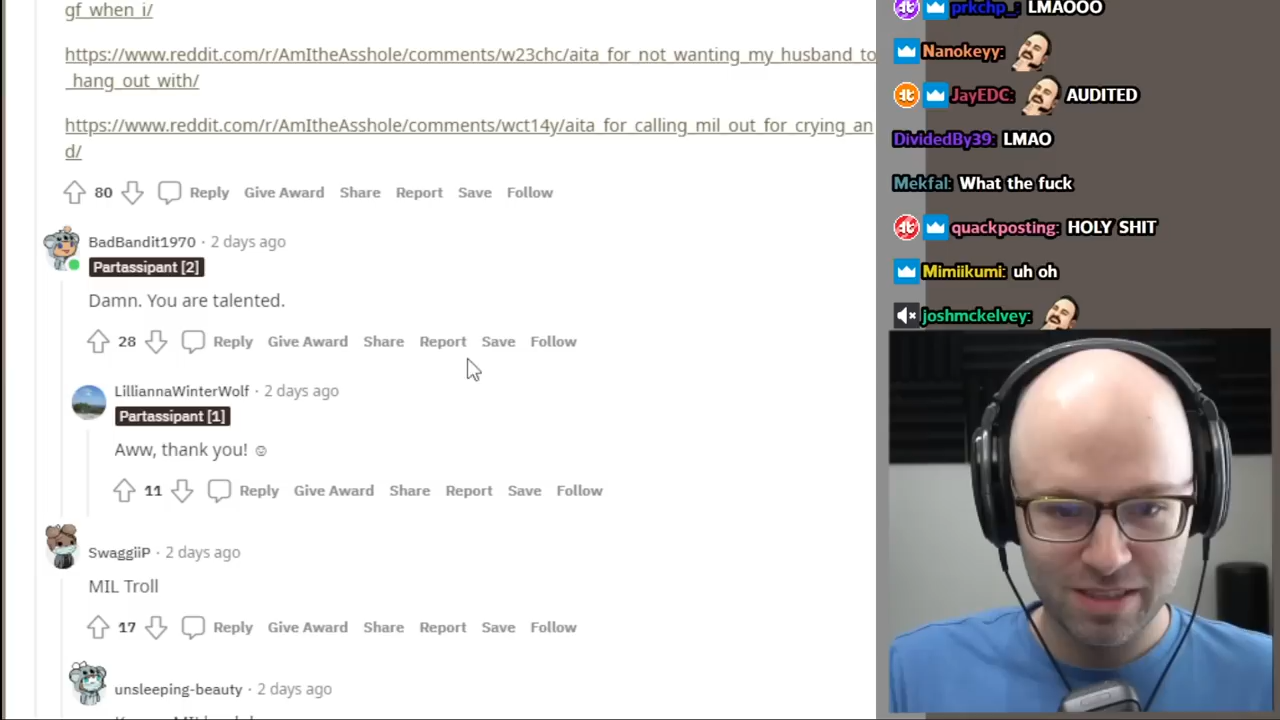 gf_when_i/
https://www.reddit.com/r/AmItheAsshole/comments/w23chc/aita_for_not_wanting_my_husband_to
_hang_out_with/
https://www.reddit.com/r/AmItheAsshole/comments/wct14y/aita_for_calling_mil_out_for_crying_an
d/
80 Reply Give Award Share Report Save Follow
BadBandit1970 · 2 days ago
Partassipant [2]
Damn. You are talented.
28 Reply Give Award Share Report Save Follow
LilliannaWinterWolf · 2 days ago
Partassipant [1]
Aww, thank you! ☺
11 Reply Give Award Share Report Save Follow
SwaggiiP · 2 days ago
MIL Troll
17 Reply Give Award Share Report Save Follow
unsleeping-beauty · 2 days ago
prkchp_: LMAOOO
Nanokeyy:
JayEDC: AUDITED
DividedBy39: LMAO
Mekfal: What the fuck
quackposting: HOLY SHIT
Mimiikumi: uh oh
joshmckelvey: